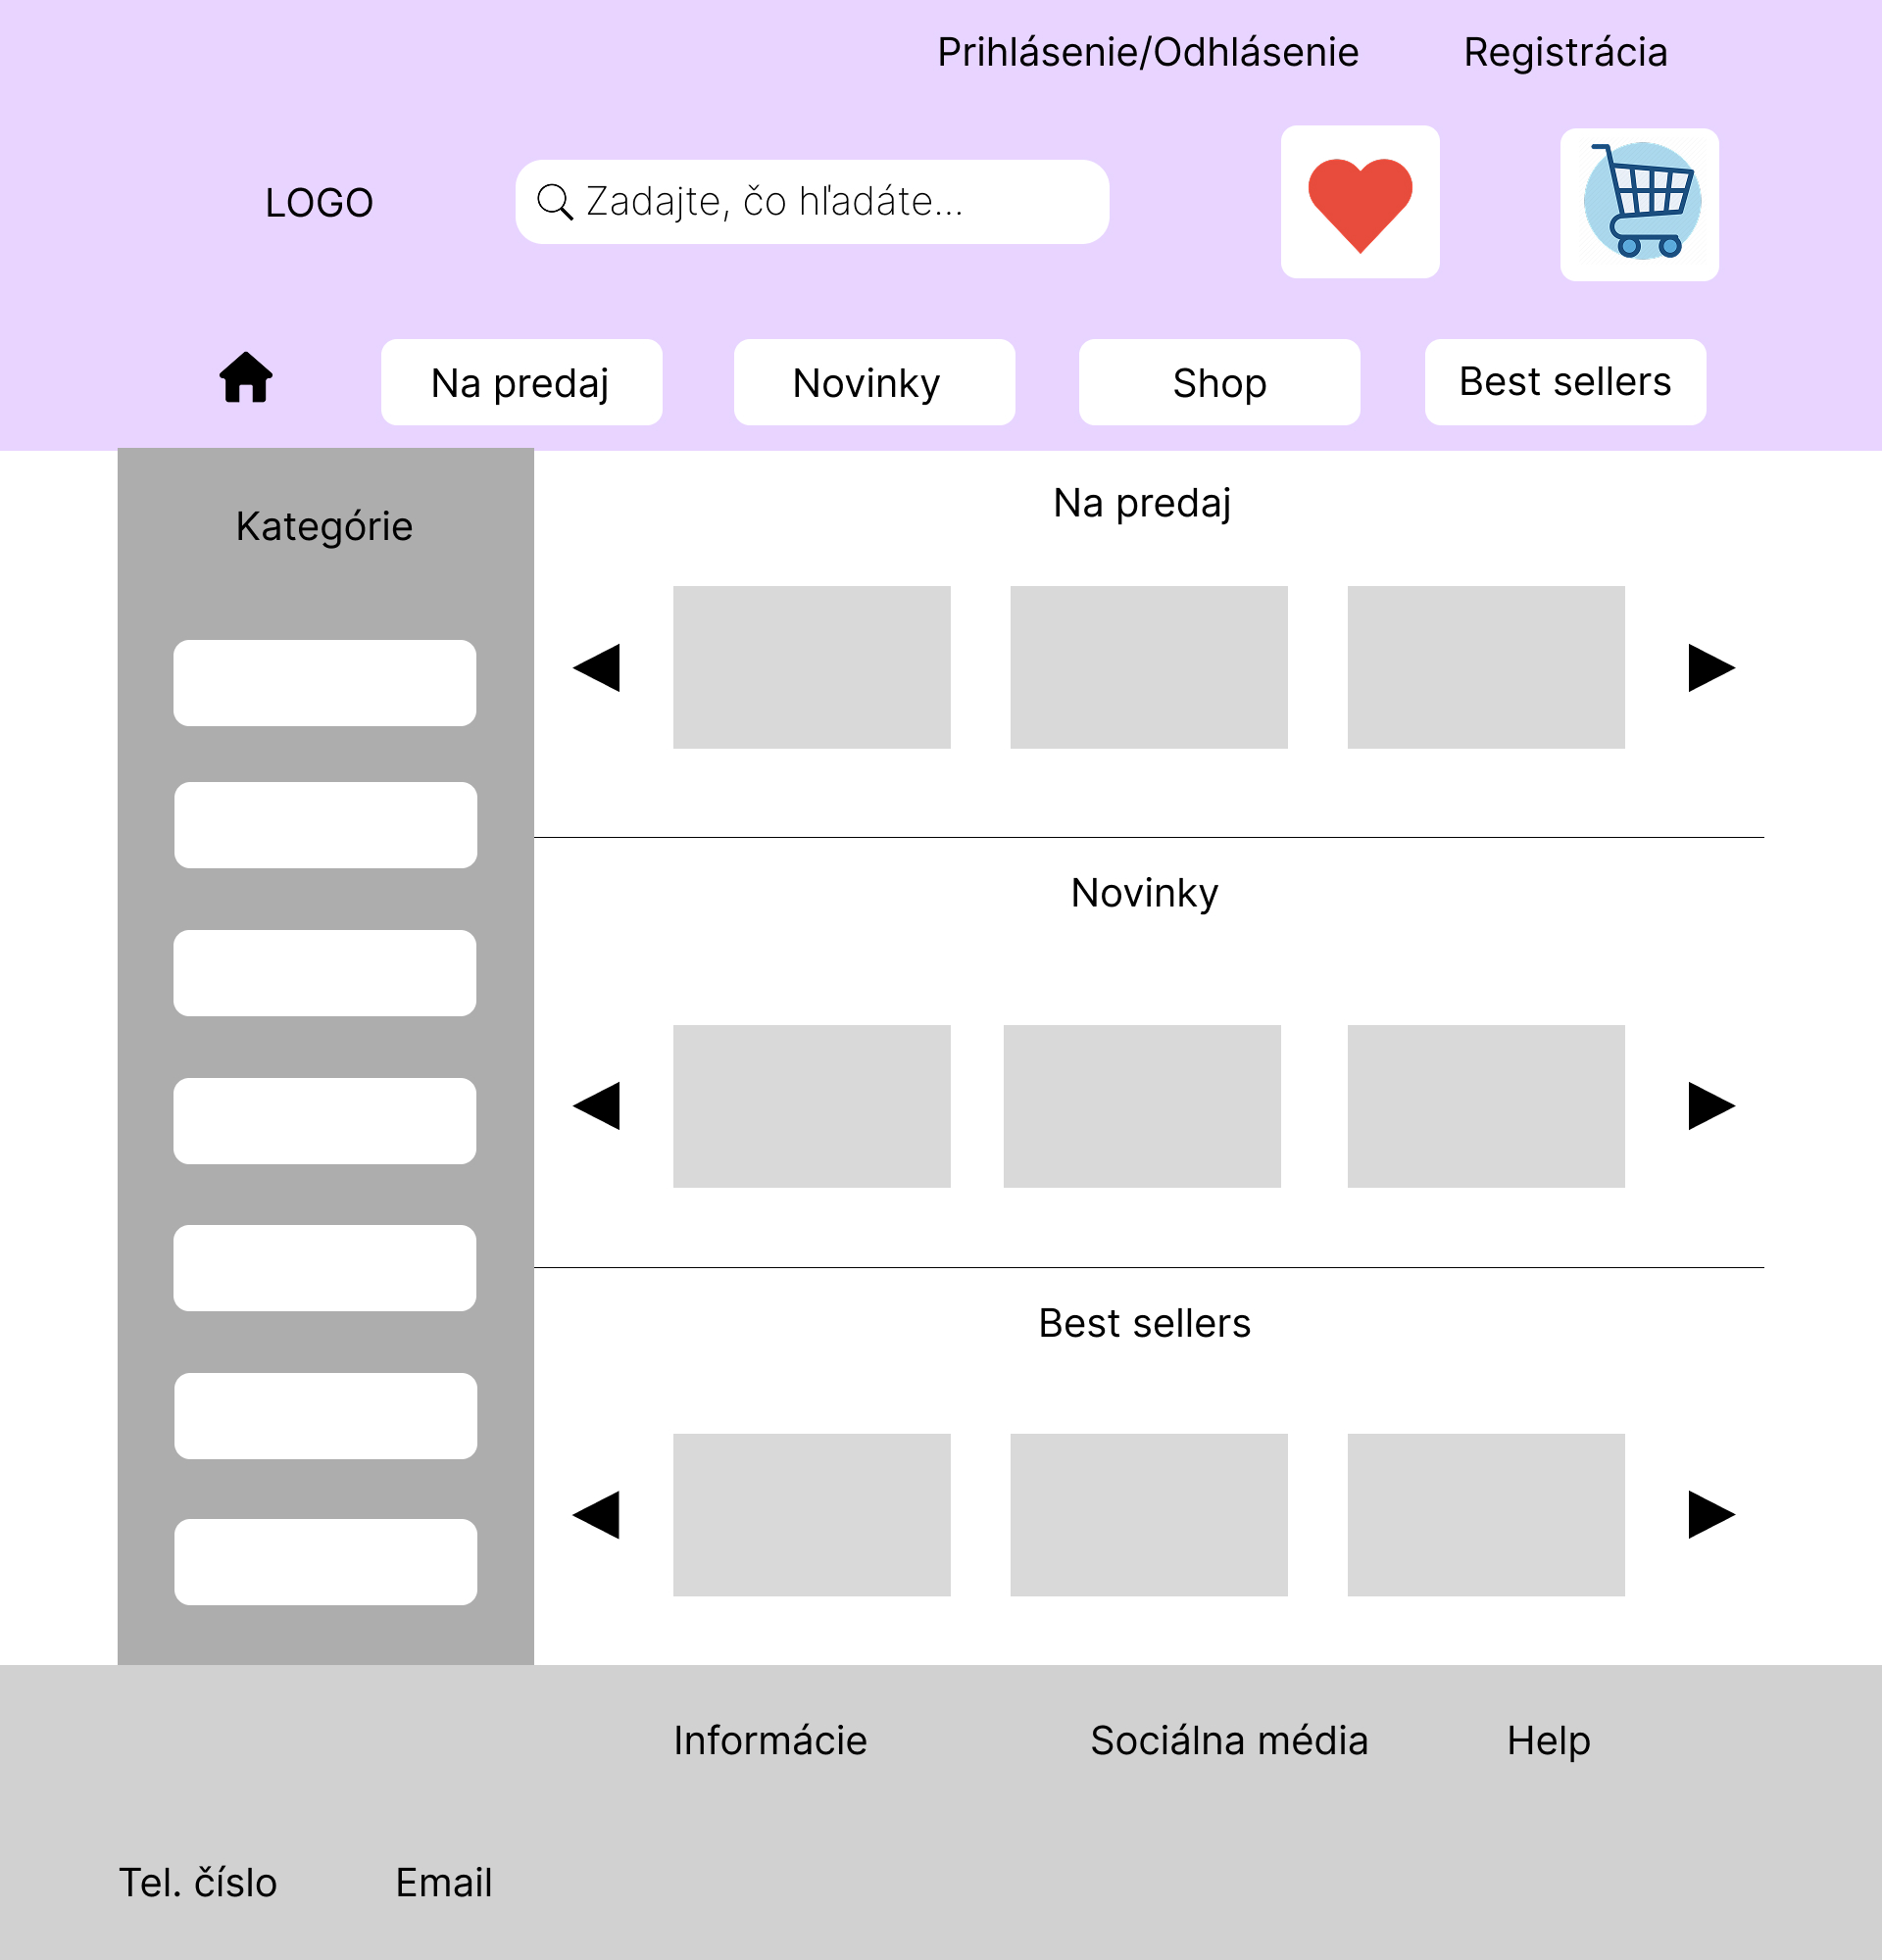 Prihlásenie/Odhlásenie
Registrácia
LOGO
Zadajte, čo hľadáte...
Na predaj
Novinky
Shop
Best sellers
Kategórie
Na predaj
Novinky
Best sellers
Informácie
Sociálna média
Help
Tel. číslo
Email